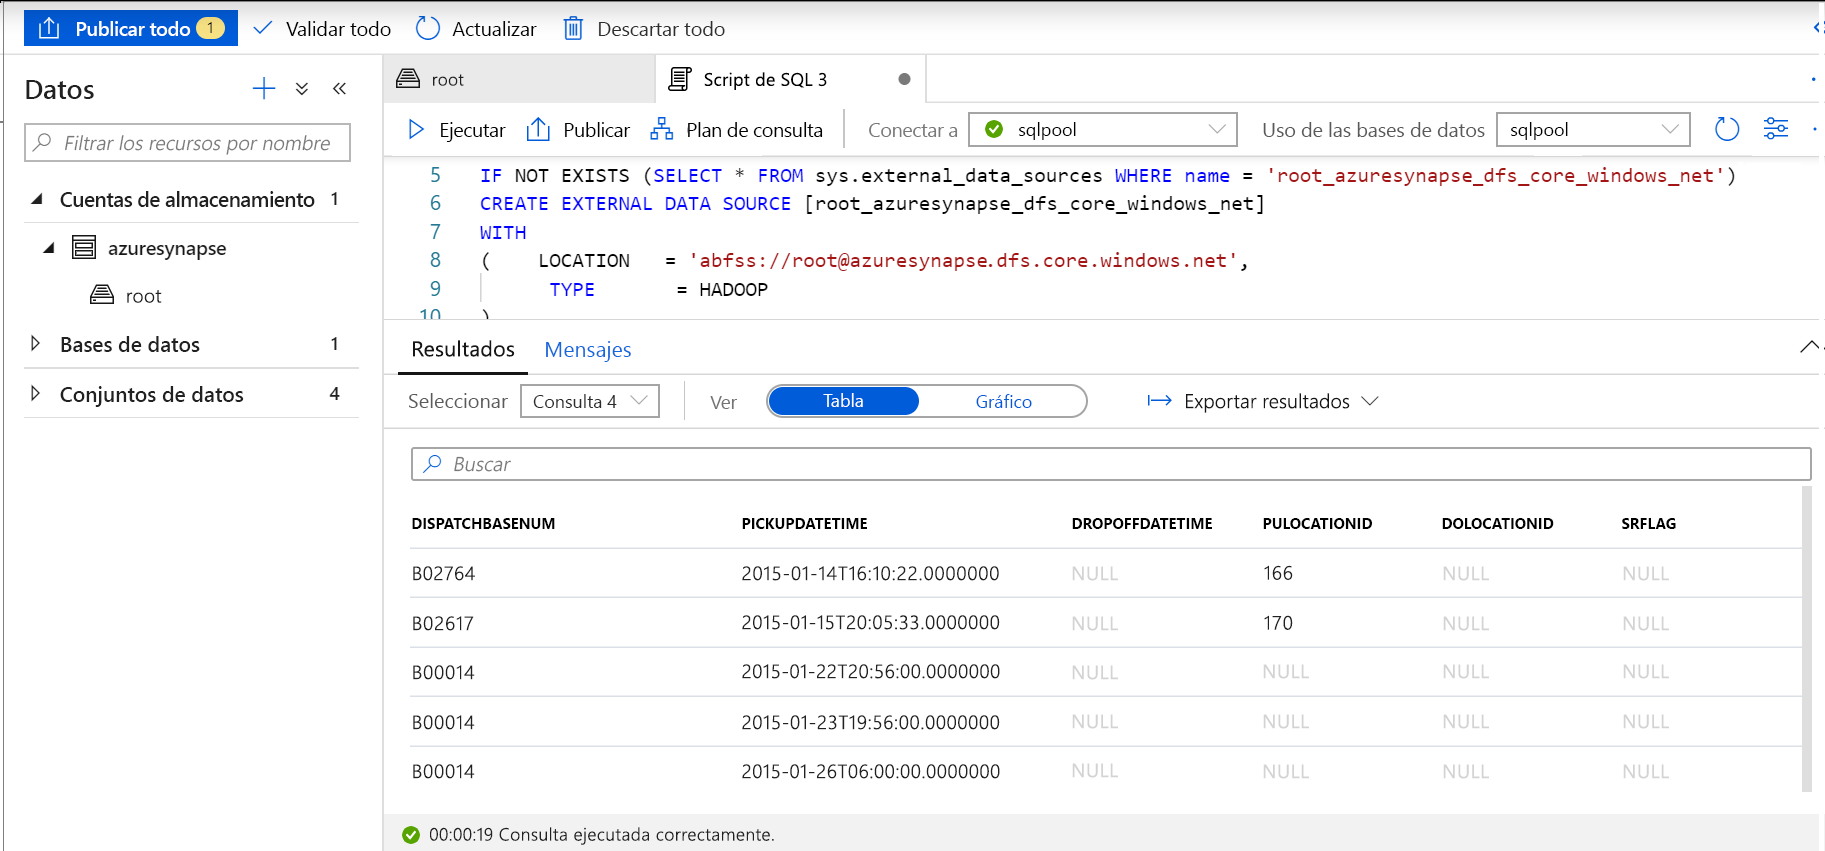 Publicar todo 1 Validar todo Actualizar Descartar todo
Datos
Filtrar los recursos por nombre
Cuentas de almacenamiento 1
azuresynapse
root
Bases de datos 1
Conjuntos de datos 4
root Script de SQL 3
Ejecutar Publicar Plan de consulta Conectar a sqlpool Uso de las bases de datos sqlpool
5 IF NOT EXISTS (SELECT * FROM sys.external_data_sources WHERE name = 'root_azuresynapse_dfs_core_windows_net')
6 CREATE EXTERNAL DATA SOURCE [root_azuresynapse_dfs_core_windows_net]
7 WITH
8 ( LOCATION = 'abfss://root@azuresynapse.dfs.core.windows.net',
9 TYPE = HADOOP
10 )
Resultados Mensajes
Seleccionar Consulta 4 Ver Tabla Gráfico Exportar resultados
Buscar
DISPATCHBASENUM PICKUPDATETIME DROPOFFDATETIME PULOCATIONID DOLOCATIONID SRFLAG
B02764 2015-01-14T16:10:22.0000000 NULL 166 NULL NULL
B02617 2015-01-15T20:05:33.0000000 NULL 170 NULL NULL
B00014 2015-01-22T20:56:00.0000000 NULL NULL NULL NULL
B00014 2015-01-23T19:56:00.0000000 NULL NULL NULL NULL
B00014 2015-01-26T06:00:00.0000000 NULL NULL NULL NULL
00:00:19 Consulta ejecutada correctamente.